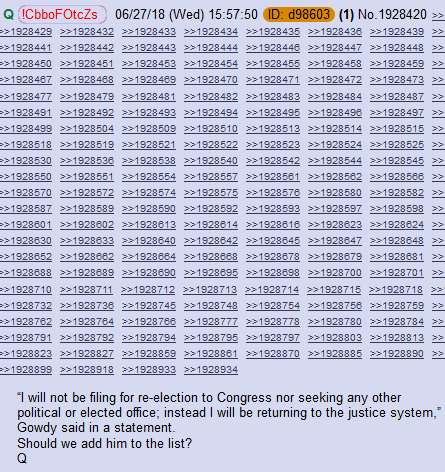 Q !CbboFOtcZs 06/27/18 (Wed) 15:57:50 ID: d98603 (1) No.1928420 >>
>>1928429 >>1928432 >>1928433 >>1928434 >>1928435 >>1928436 >>1928439 >>
>>1928441 >>1928442 >>1928443 >>1928444 >>1928446 >>1928447 >>1928448 >>
>>1928450 >>1928451 >>1928452 >>1928453 >>1928455 >>1928458 >>1928459 >>
>>1928467 >>1928468 >>1928469 >>1928470 >>1928471 >>1928472 >>1928473 >>
>>1928477 >>1928479 >>1928481 >>1928482 >>1928483 >>1928484 >>1928487 >>
>>1928491 >>1928492 >>1928493 >>1928494 >>1928495 >>1928496 >>1928497 >>
>>1928499 >>1928504 >>1928509 >>1928510 >>1928513 >>1928514 >>1928515 >>
>>1928518 >>1928519 >>1928521 >>1928522 >>1928523 >>1928524 >>1928525 >>
>>1928530 >>1928536 >>1928538 >>1928540 >>1928542 >>1928544 >>1928545 >>
>>1928550 >>1928551 >>1928554 >>1928557 >>1928561 >>1928562 >>1928566 >>
>>1928570 >>1928572 >>1928574 >>1928575 >>1928576 >>1928580 >>1928582 >>
>>1928587 >>1928589 >>1928590 >>1928592 >>1928593 >>1928597 >>1928598 >>
>>1928601 >>1928602 >>1928613 >>1928614 >>1928616 >>1928623 >>1928624 >>
>>1928630 >>1928633 >>1928640 >>1928642 >>1928645 >>1928647 >>1928648 >>
>>1928652 >>1928662 >>1928664 >>1928668 >>1928678 >>1928679 >>1928681 >>
>>1928688 >>1928689 >>1928690 >>1928695 >>1928698 >>1928700 >>1928701 >>
>>1928710 >>1928711 >>1928712 >>1928713 >>1928714 >>1928715 >>1928718 >>
>>1928732 >>1928736 >>1928745 >>1928748 >>1928754 >>1928756 >>1928759 >>
>>1928762 >>1928764 >>1928766 >>1928777 >>1928778 >>1928780 >>1928784 >>
>>1928791 >>1928792 >>1928794 >>1928795 >>1928797 >>1928803 >>1928813 >>
>>1928823 >>1928827 >>1928859 >>1928861 >>1928870 >>1928885 >>1928890 >>
>>1928899 >>1928918 >>1928933 >>1928934
“I will not be filing for re-election to Congress nor seeking any other
political or elected office; instead I will be returning to the justice system,”
Gowdy said in a statement.
Should we add him to the list?
Q